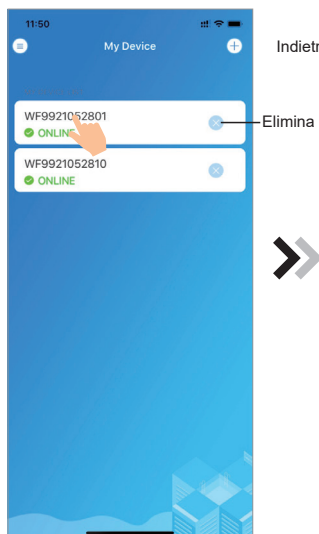 11:50
My Device
Indietr
WF9921052801
ONLINE
Elimina
WF9921052810
ONLINE